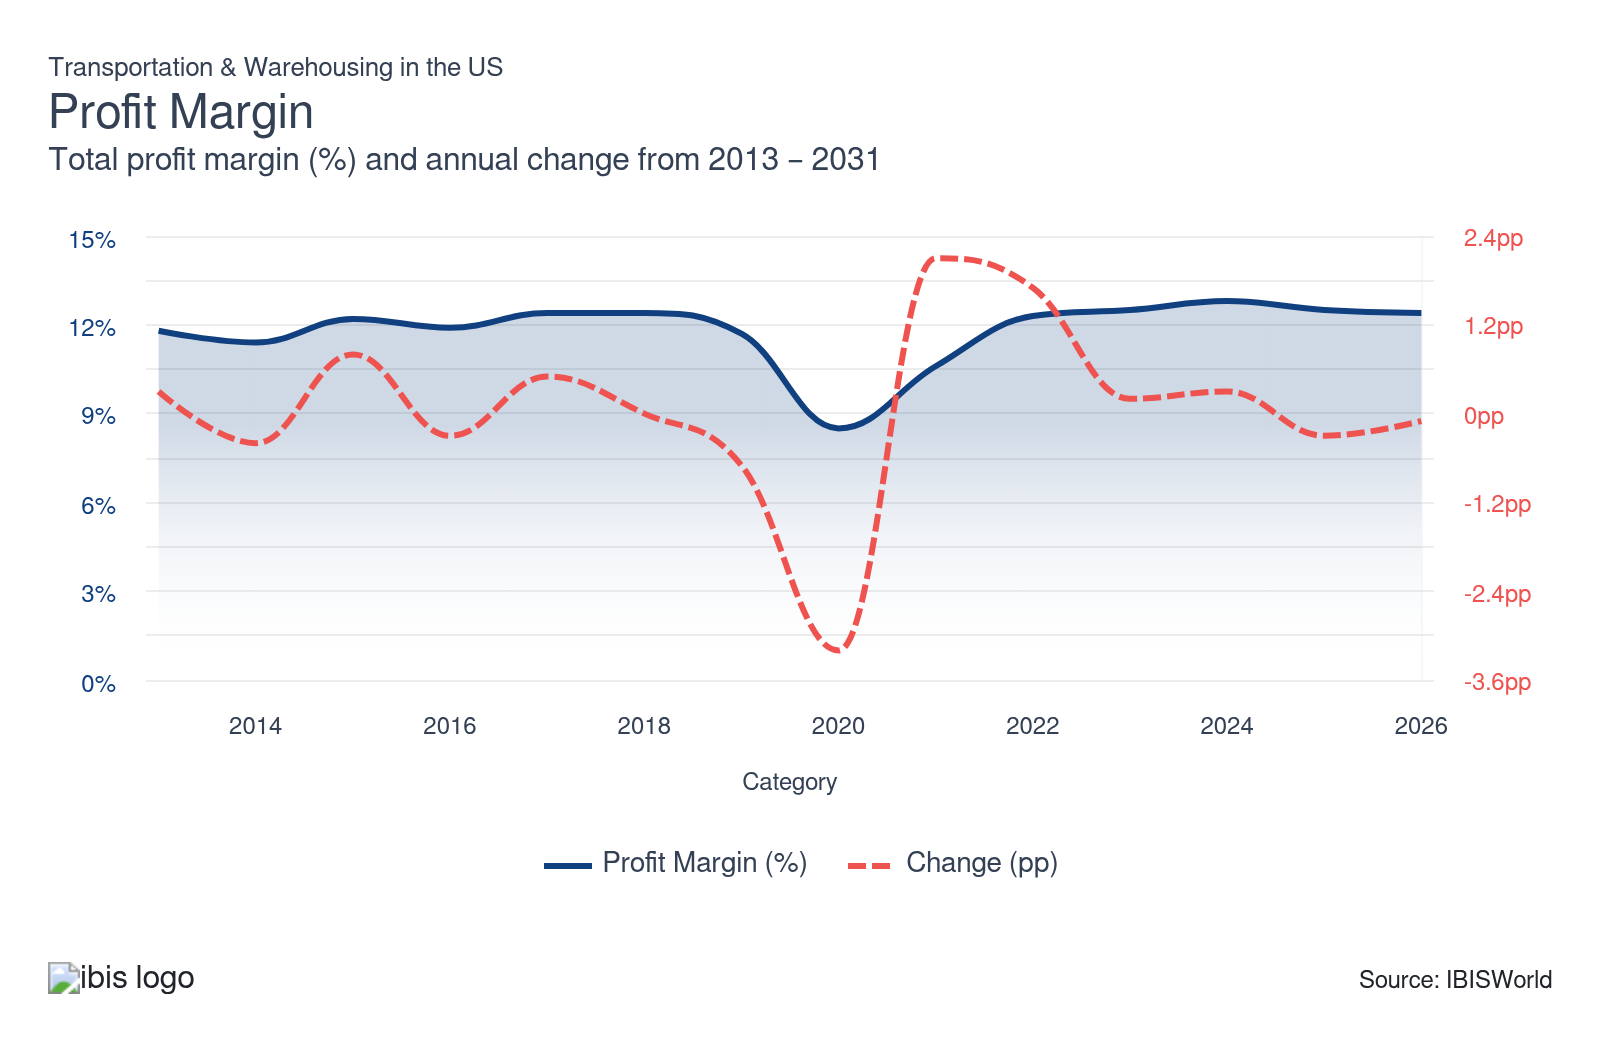 Transportation & Warehousing in the US
Profit Margin
Total profit margin (%) and annual change from 2013 – 2031
15%
12%
9%
6%
3%
0%
2.4pp
1.2pp
0pp
-1.2pp
-2.4pp
-3.6pp
2014 2016 2018 2020 2022 2024 2026
Category
Profit Margin (%) Change (pp)
ibis logo
Source: IBISWorld